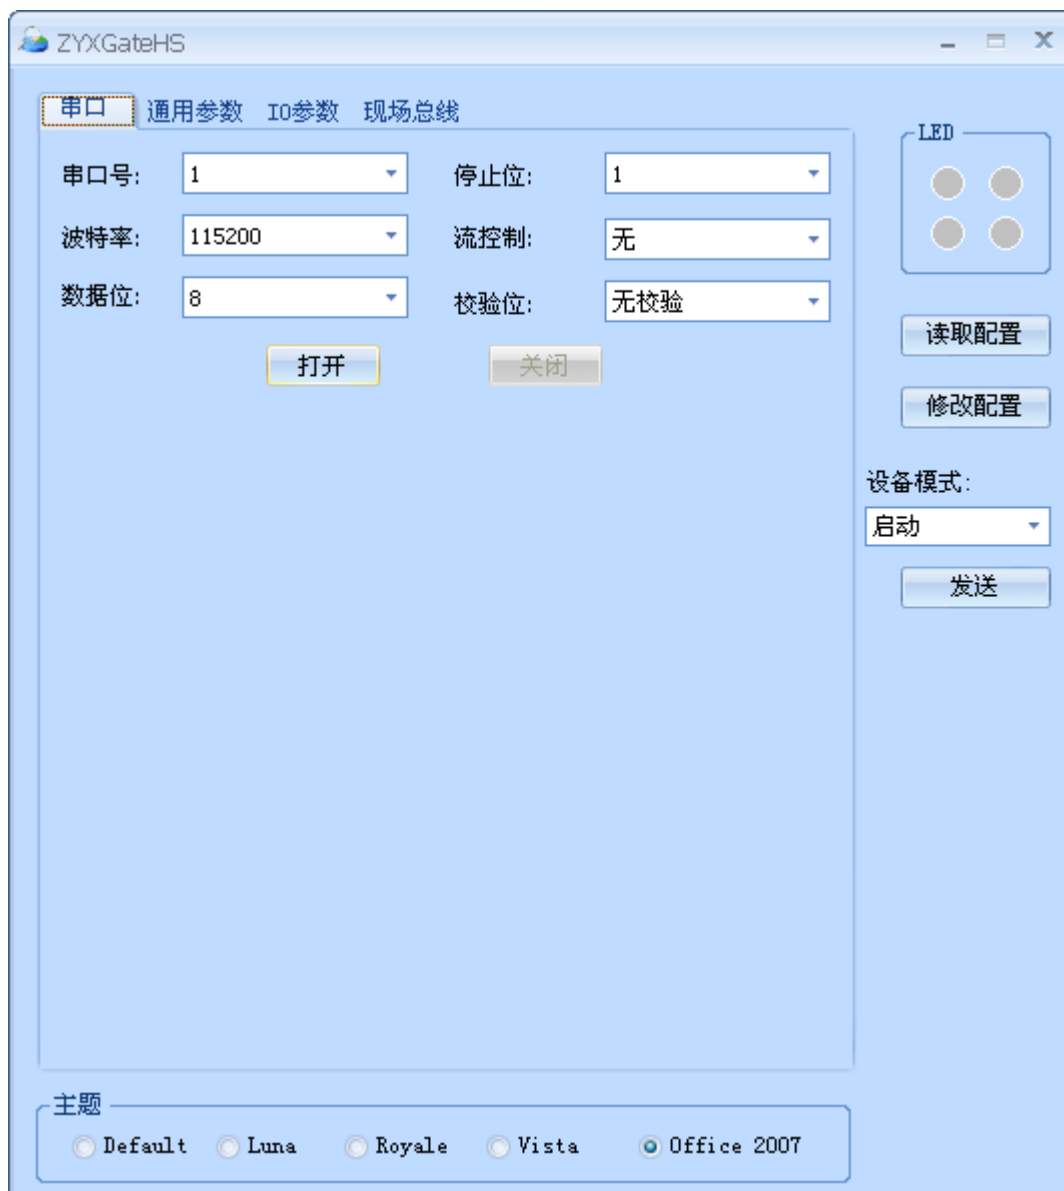 ZYXGateHS
串口 通用参数 IO参数 现场总线
串口号: 1 停止位: 1
波特率: 115200 流控制: 无
数据位: 8 校验位: 无校验
打开 关闭
LED
读取配置
修改配置
设备模式:
启动
发送
主题
Default Luna Royale Vista Office 2007